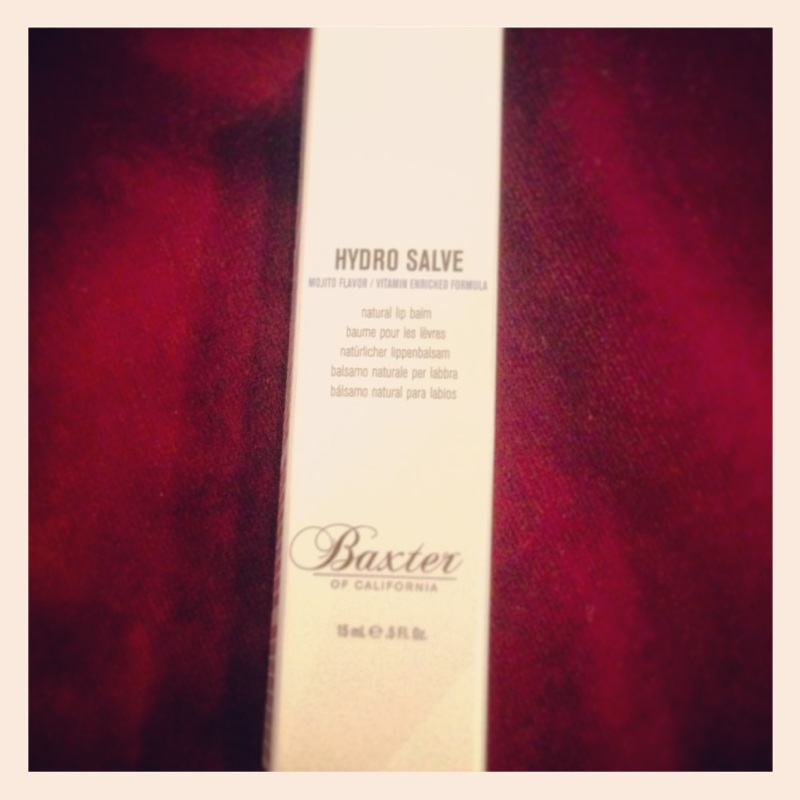 HYDRO SALVE
MOJITO FLAVOR / VITAMIN ENRICHED FORMULA
natural lip balm
baume pour les lèvres
natürlicher lippenbalsam
balsamo naturale per labbra
bálsamo natural para labios
Baxter
OF CALIFORNIA
15 mL ℮ .5 Fl. Oz.